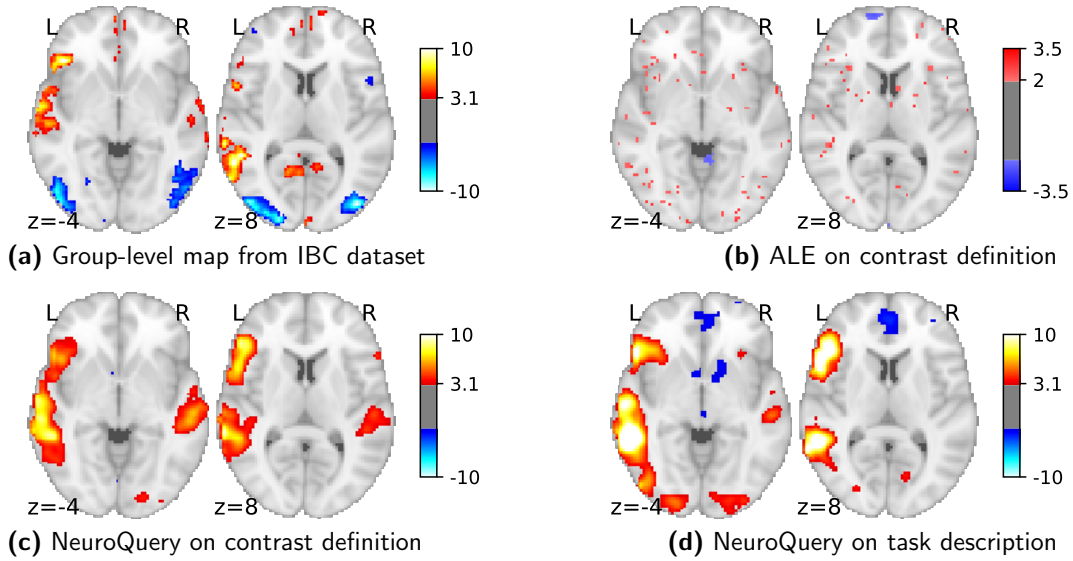 L R L R
10
3.1
-10
z=-4 z=8
(a) Group-level map from IBC dataset
L R L R
3.5
2
-3.5
z=-4 z=8
(b) ALE on contrast definition
L R L R
10
3.1
-10
z=-4 z=8
(c) NeuroQuery on contrast definition
L R L R
10
3.1
-10
z=-4 z=8
(d) NeuroQuery on task description